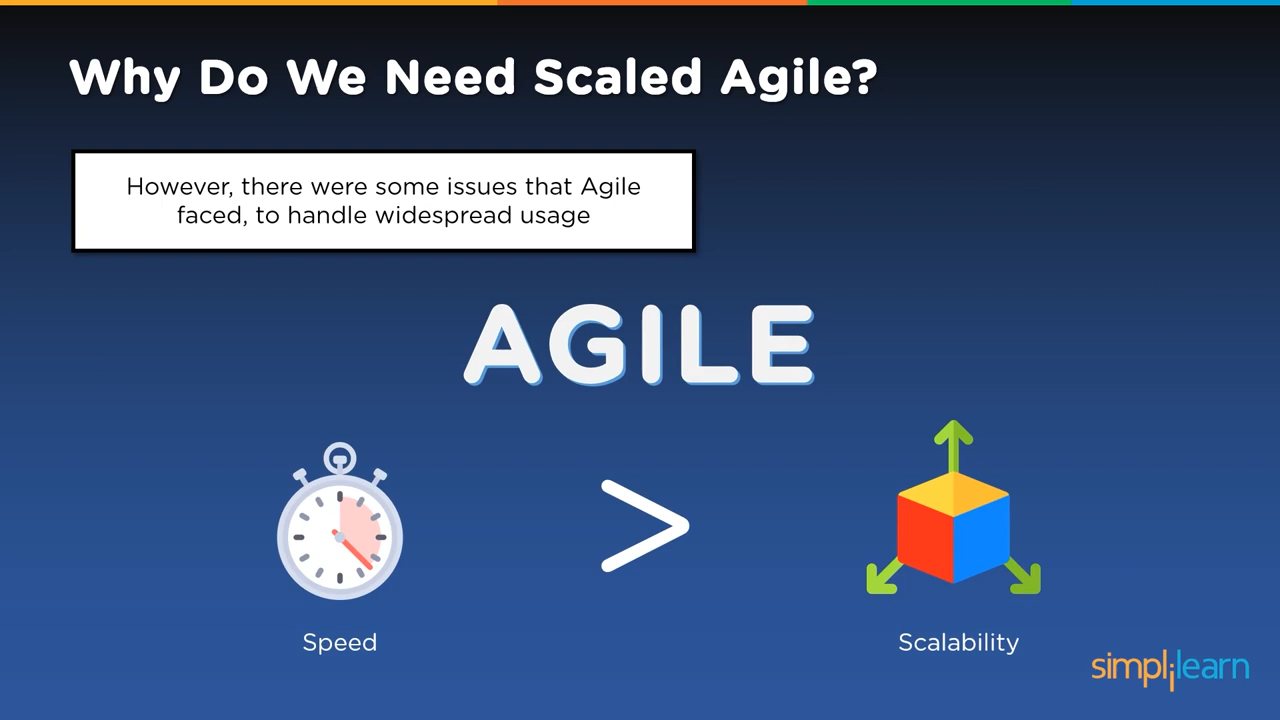 Why Do We Need Scaled Agile?
However, there were some issues that Agile
faced, to handle widespread usage
AGILE
>
Speed
Scalability
simplilearn